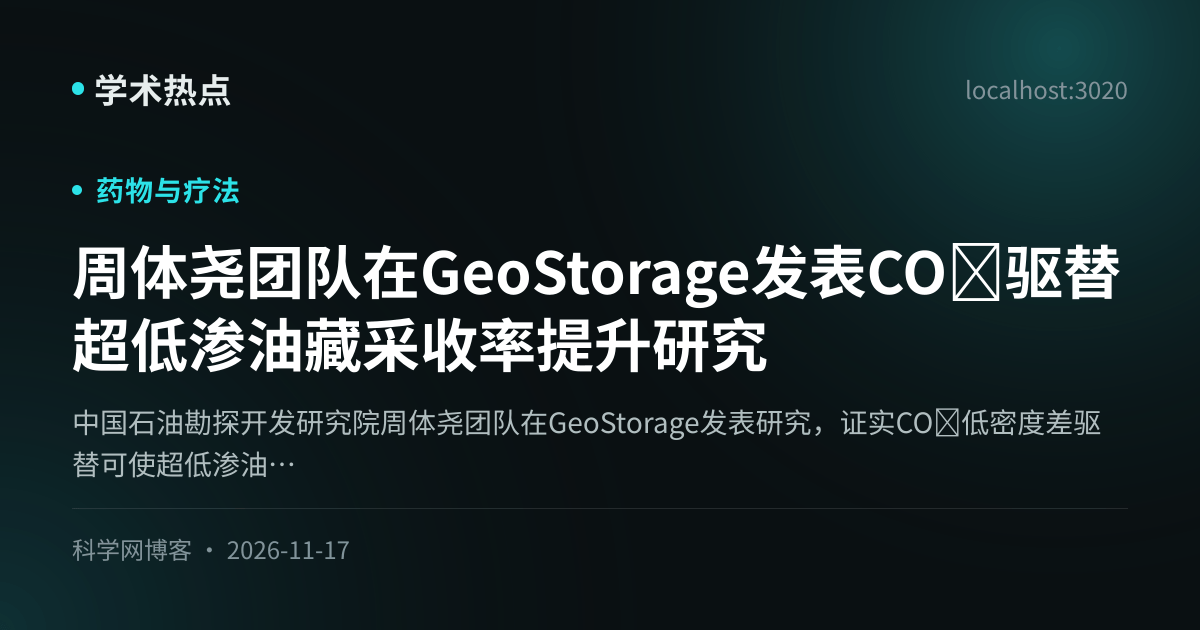 学术热点
localhost:3020
药物与疗法
周体尧团队在GeoStorage发表CO驱替
超低渗油藏采收率提升研究
中国石油勘探开发研究院周体尧团队在GeoStorage发表研究，证实CO低密度差驱
替可使超低渗油…
科学网博客 • 2026-11-17